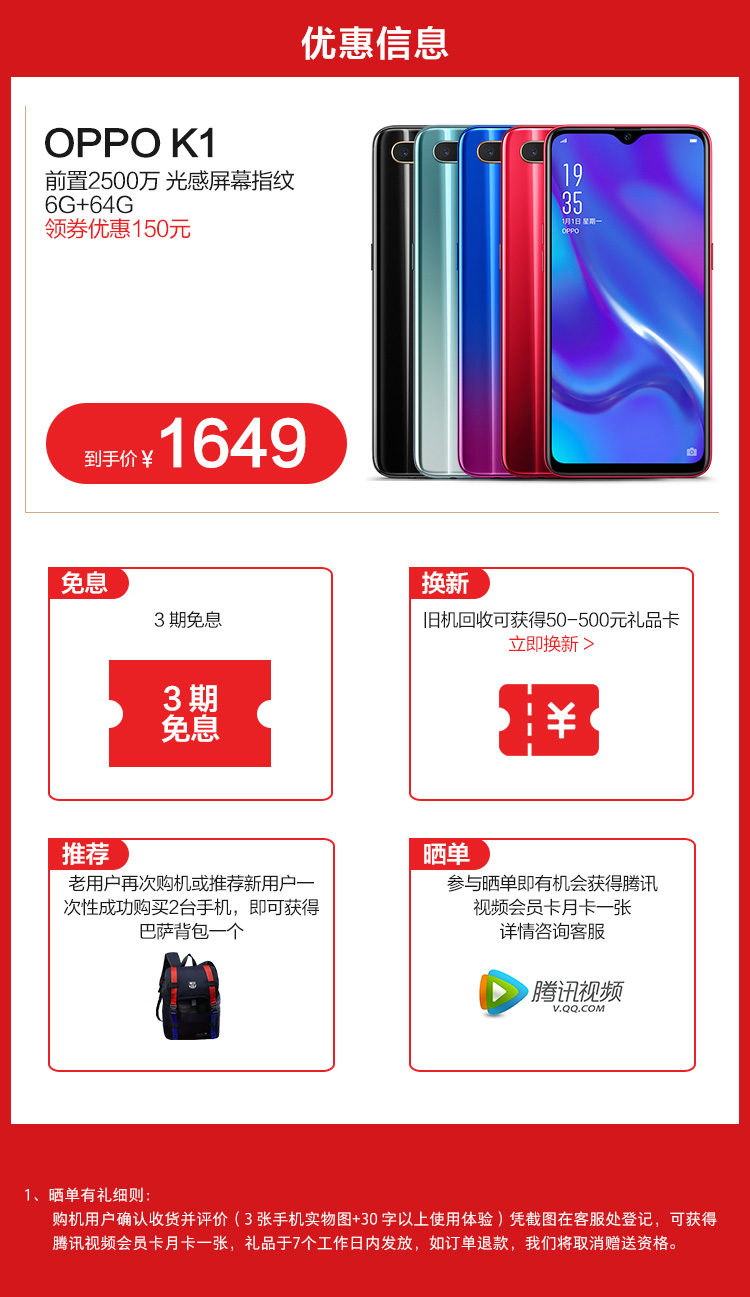 优惠信息
OPPO K1
前置2500万 光感屏幕指纹
6G+64G
领券优惠150元
19
35
1月1日 星期一
OPPO
到手价¥1649
免息
3 期免息
3 期
免息
换新
旧机回收可获得50-500元礼品卡
立即换新 >
¥
推荐
老用户再次购机或推荐新用户一
次性成功购买2台手机，即可获得
巴萨背包一个
晒单
参与晒单即有机会获得腾讯
视频会员卡月卡一张
详情咨询客服
腾讯视频
V.QQ.COM
1、晒单有礼细则：
购机用户确认收货并评价（3 张手机实物图+30 字以上使用体验）凭截图在客服处登记，可获得
腾讯视频会员卡月卡一张，礼品于7个工作日内发放，如订单退款，我们将取消赠送资格。